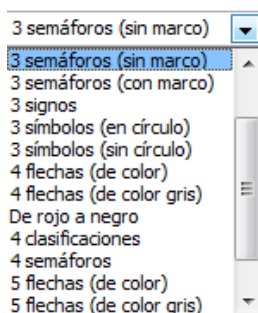 3 semáforos (sin marco)
3 semáforos (sin marco)
3 semáforos (con marco)
3 signos
3 símbolos (en círculo)
3 símbolos (sin círculo)
4 flechas (de color)
4 flechas (de color gris)
De rojo a negro
4 clasificaciones
4 semáforos
5 flechas (de color)
5 flechas (de color gris)